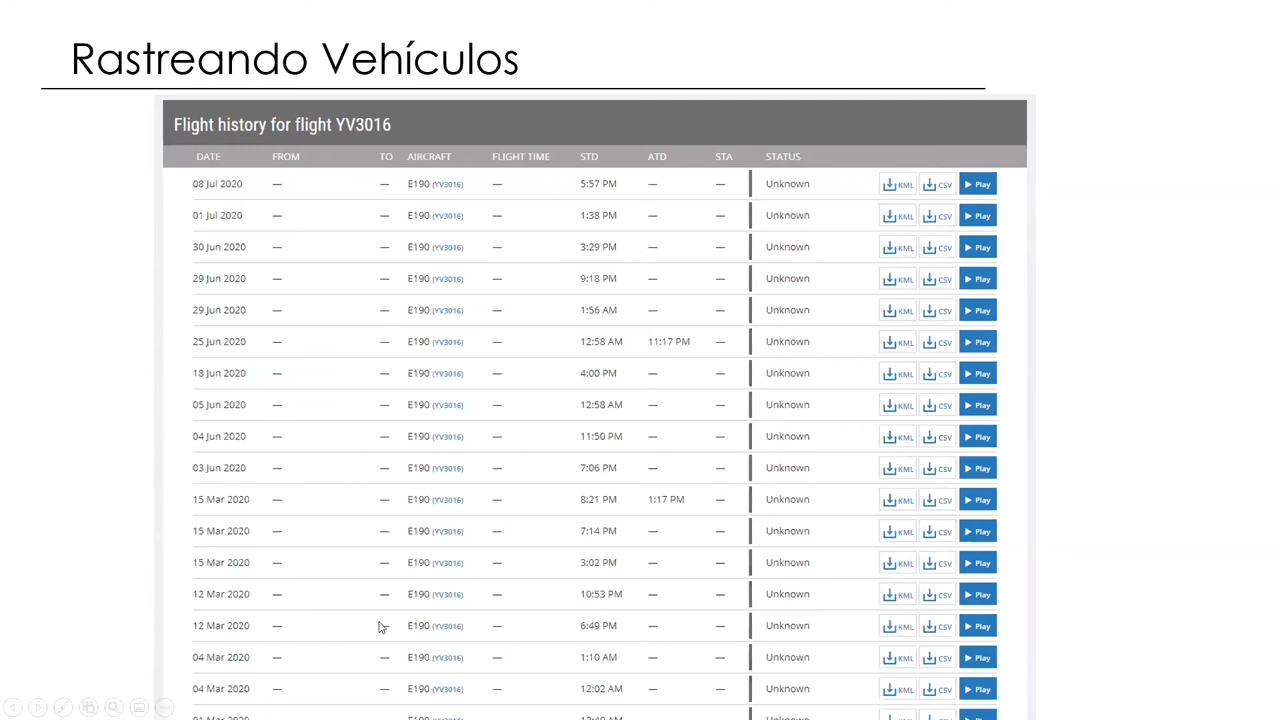 Rastreando Vehículos
Flight history for flight YV3016
DATE FROM TO AIRCRAFT FLIGHT TIME STD ATD STA STATUS
08 Jul 2020 — — E190 (YV3016) — 5:57 PM — — Unknown KML CSV Play
01 Jul 2020 — — E190 (YV3016) — 1:38 PM — — Unknown KML CSV Play
30 Jun 2020 — — E190 (YV3016) — 3:29 PM — — Unknown KML CSV Play
29 Jun 2020 — — E190 (YV3016) — 9:18 PM — — Unknown KML CSV Play
29 Jun 2020 — — E190 (YV3016) — 1:56 AM — — Unknown KML CSV Play
25 Jun 2020 — — E190 (YV3016) — 12:58 AM 11:17 PM — Unknown KML CSV Play
18 Jun 2020 — — E190 (YV3016) — 4:00 PM — — Unknown KML CSV Play
05 Jun 2020 — — E190 (YV3016) — 12:58 AM — — Unknown KML CSV Play
04 Jun 2020 — — E190 (YV3016) — 11:50 PM — — Unknown KML CSV Play
03 Jun 2020 — — E190 (YV3016) — 7:06 PM — — Unknown KML CSV Play
15 Mar 2020 — — E190 (YV3016) — 8:21 PM 1:17 PM — Unknown KML CSV Play
15 Mar 2020 — — E190 (YV3016) — 7:14 PM — — Unknown KML CSV Play
15 Mar 2020 — — E190 (YV3016) — 3:02 PM — — Unknown KML CSV Play
12 Mar 2020 — — E190 (YV3016) — 10:53 PM — — Unknown KML CSV Play
12 Mar 2020 — — E190 (YV3016) — 6:49 PM — — Unknown KML CSV Play
04 Mar 2020 — — E190 (YV3016) — 1:10 AM — — Unknown KML CSV Play
04 Mar 2020 — — E190 (YV3016) — 12:02 AM — — Unknown KML CSV Play